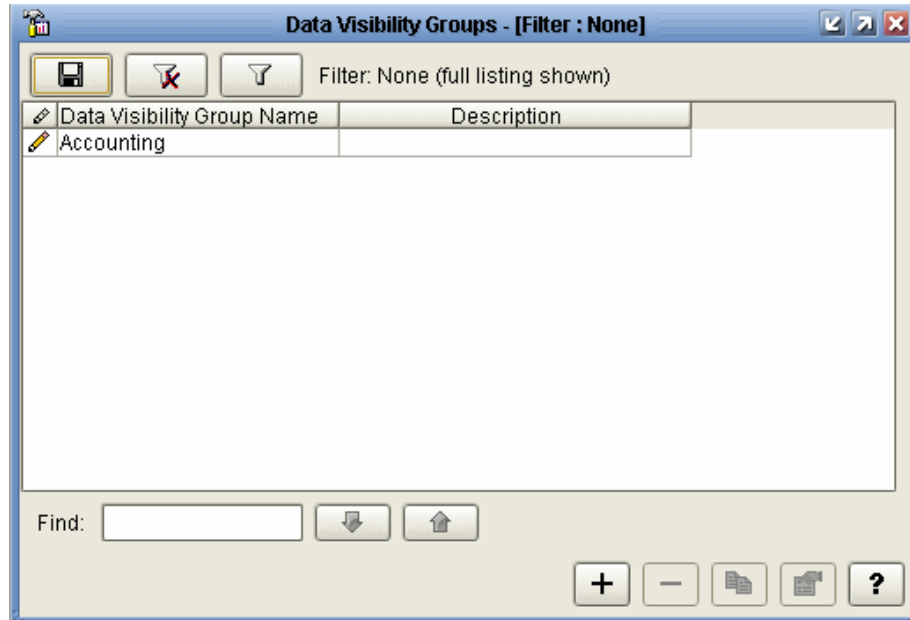 Data Visibility Groups - [Filter : None]
Filter: None (full listing shown)
Data Visibility Group Name Description
Accounting
Find:
+ − ?